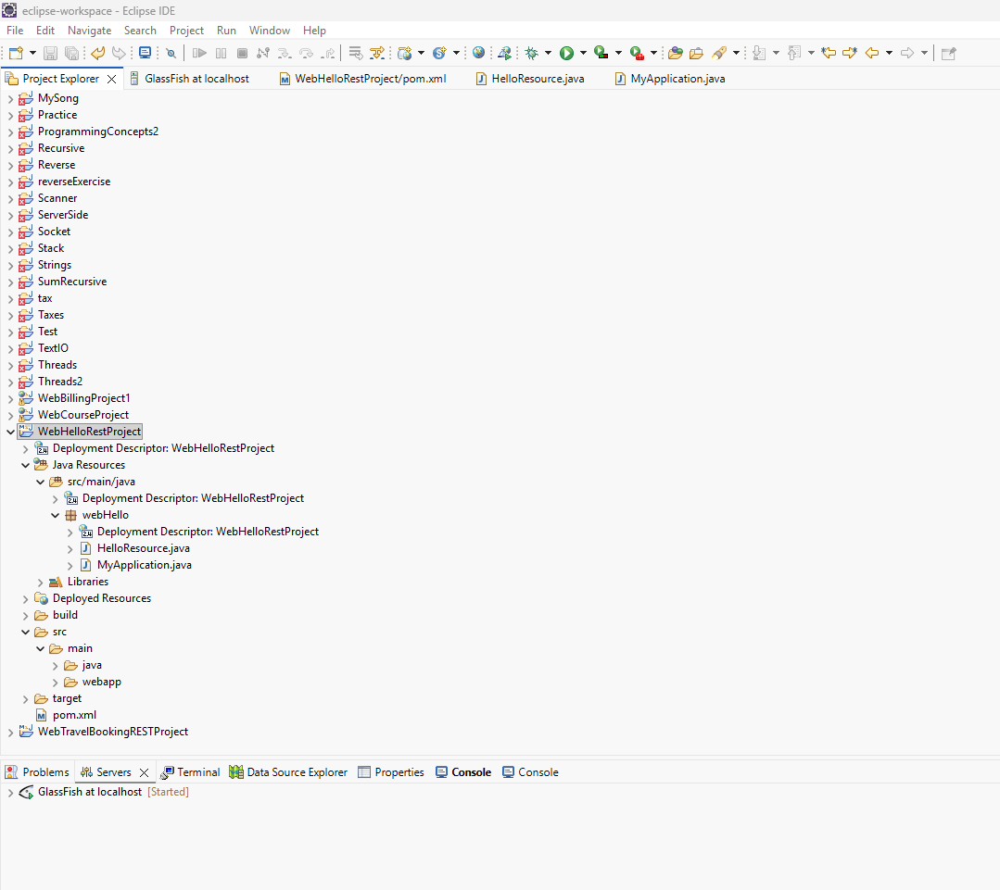 eclipse-workspace - Eclipse IDE
File Edit Navigate Search Project Run Window Help
Project Explorer GlassFish at localhost WebHelloRestProject/pom.xml HelloResource.java MyApplication.java
MySong
Practice
ProgrammingConcepts2
Recursive
Reverse
reverseExercise
Scanner
ServerSide
Socket
Stack
Strings
SumRecursive
tax
Taxes
Test
TextIO
Threads
Threads2
WebBillingProject1
WebCourseProject
WebHelloRestProject
Deployment Descriptor: WebHelloRestProject
Java Resources
src/main/java
Deployment Descriptor: WebHelloRestProject
webHello
Deployment Descriptor: WebHelloRestProject
HelloResource.java
MyApplication.java
Libraries
Deployed Resources
build
src
main
java
webapp
target
pom.xml
WebTravelBookingRESTProject
Problems Servers Terminal Data Source Explorer Properties Console Console
GlassFish at localhost [Started]